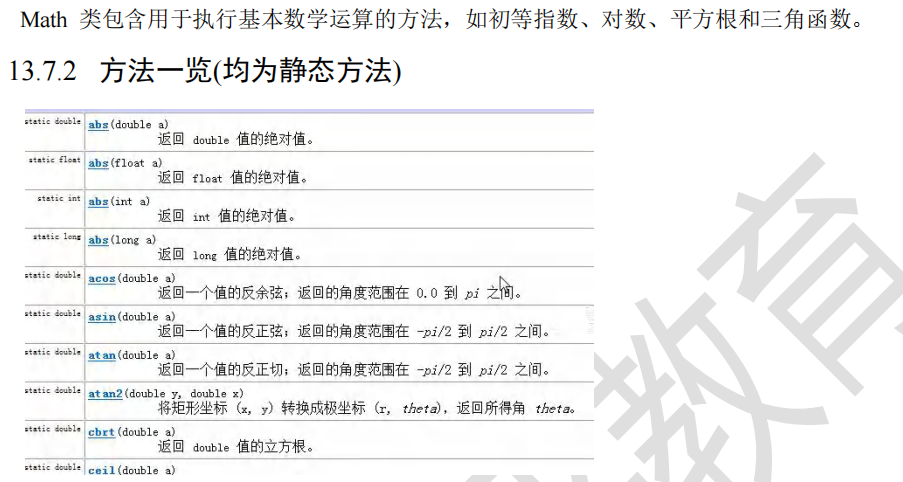 Math 类包含用于执行基本数学运算的方法，如初等指数、对数、平方根和三角函数。
13.7.2 方法一览(均为静态方法)
static double abs(double a)
返回 double 值的绝对值。
static float abs(float a)
返回 float 值的绝对值。
static int abs(int a)
返回 int 值的绝对值。
static long abs(long a)
返回 long 值的绝对值。
static double acos(double a)
返回一个值的反余弦；返回的角度范围在 0.0 到 pi 之间。
static double asin(double a)
返回一个值的反正弦；返回的角度范围在 -pi/2 到 pi/2 之间。
static double atan(double a)
返回一个值的反正切；返回的角度范围在 -pi/2 到 pi/2 之间。
static double atan2(double y, double x)
将矩形坐标 (x, y) 转换成极坐标 (r, theta)，返回所得角 theta。
static double cbrt(double a)
返回 double 值的立方根。
static double ceil(double a)
教育